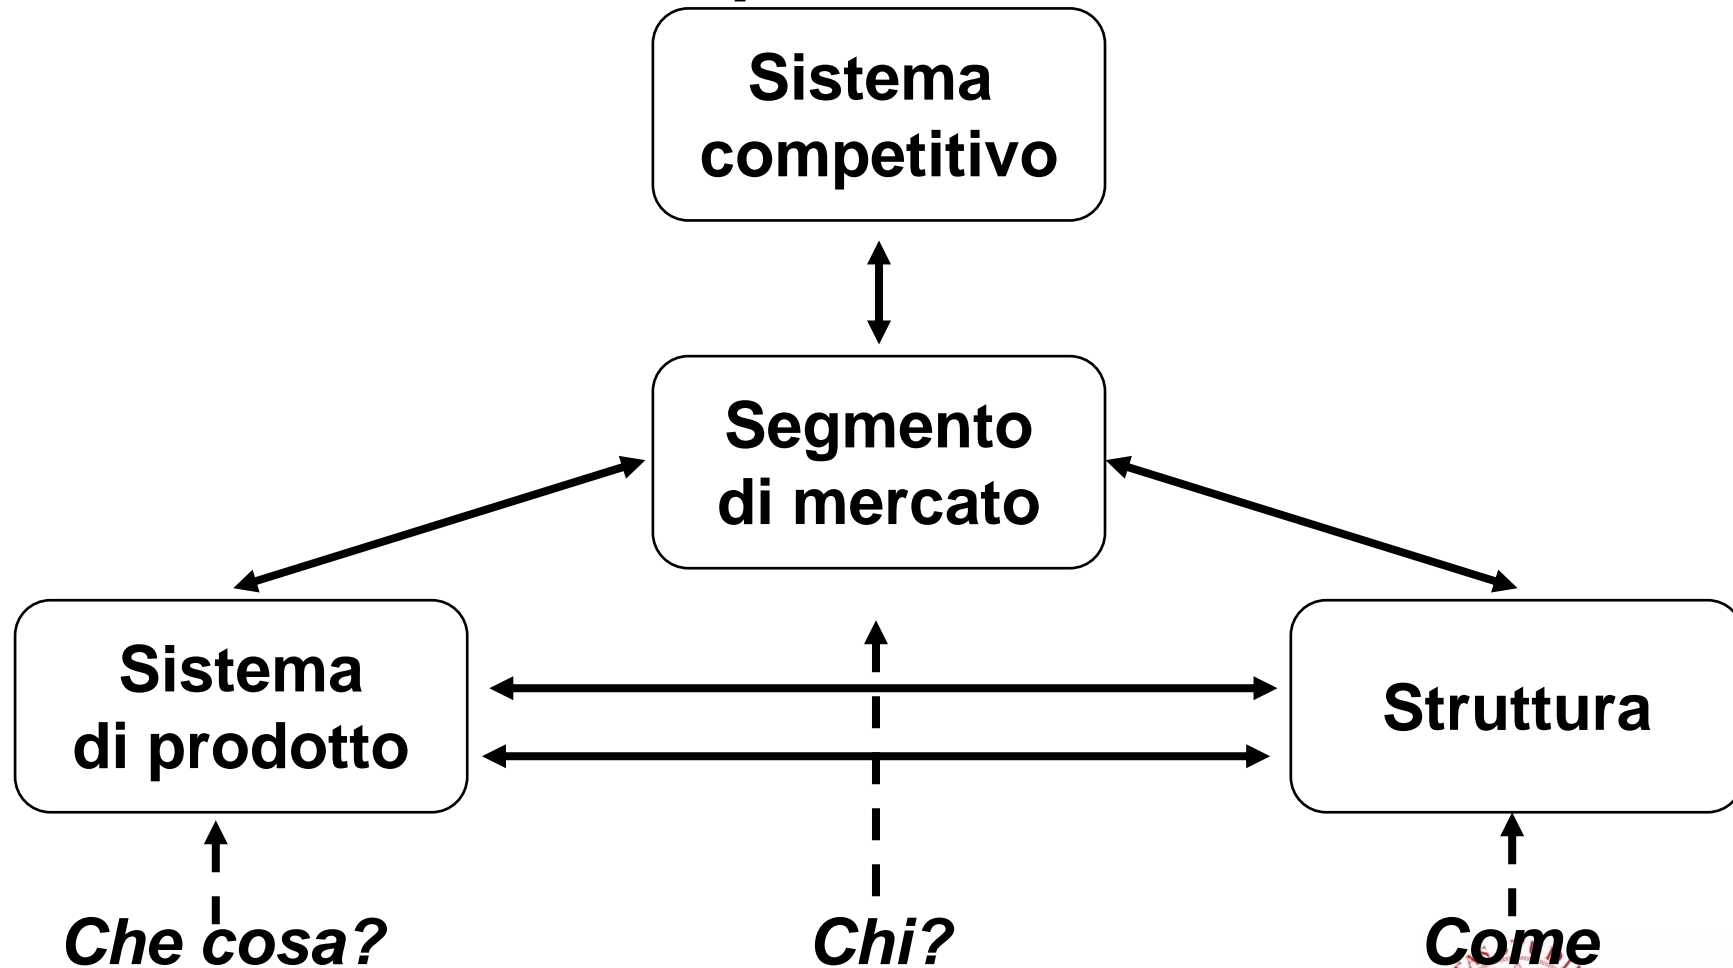 Sistema
competitivo
Segmento
di mercato
Sistema
di prodotto
Struttura
Che cosa?
Chi?
Come